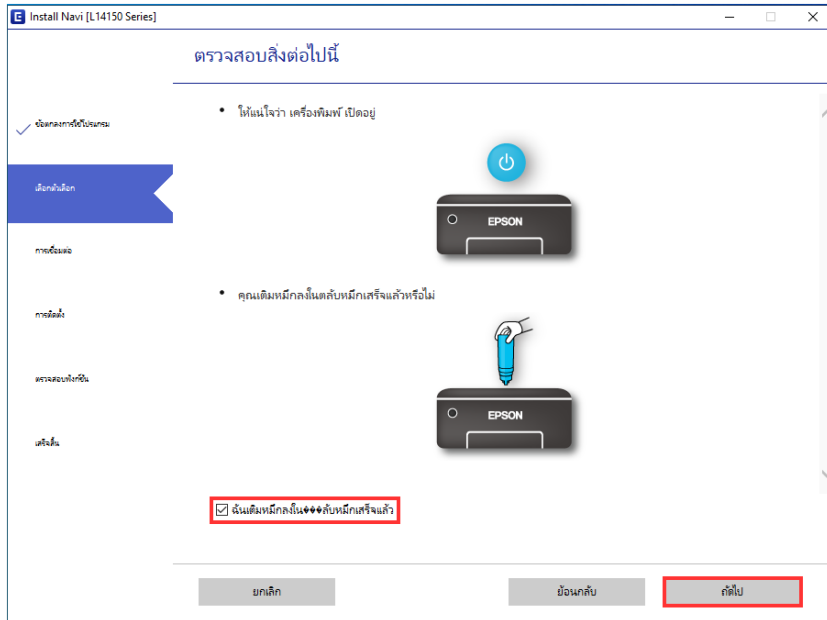 Install Navi [L14150 Series]
ตรวจสอบสิ่งต่อไปนี้
ข้อตกลงการใช้โปรแกรม
เลือกตัวเลือก
การเชื่อมต่อ
การติดตั้ง
ตรวจสอบฟังก์ชัน
เสร็จสิ้น
• ให้แน่ใจว่า เครื่องพิมพ์ เปิดอยู่
EPSON
• คุณเติมหมึกลงในตลับหมึกเสร็จแล้วหรือไม่
EPSON
ฉันเติมหมึกลงใน���ลับหมึกเสร็จแล้ว
ยกเลิก
ย้อนกลับ
ถัดไป